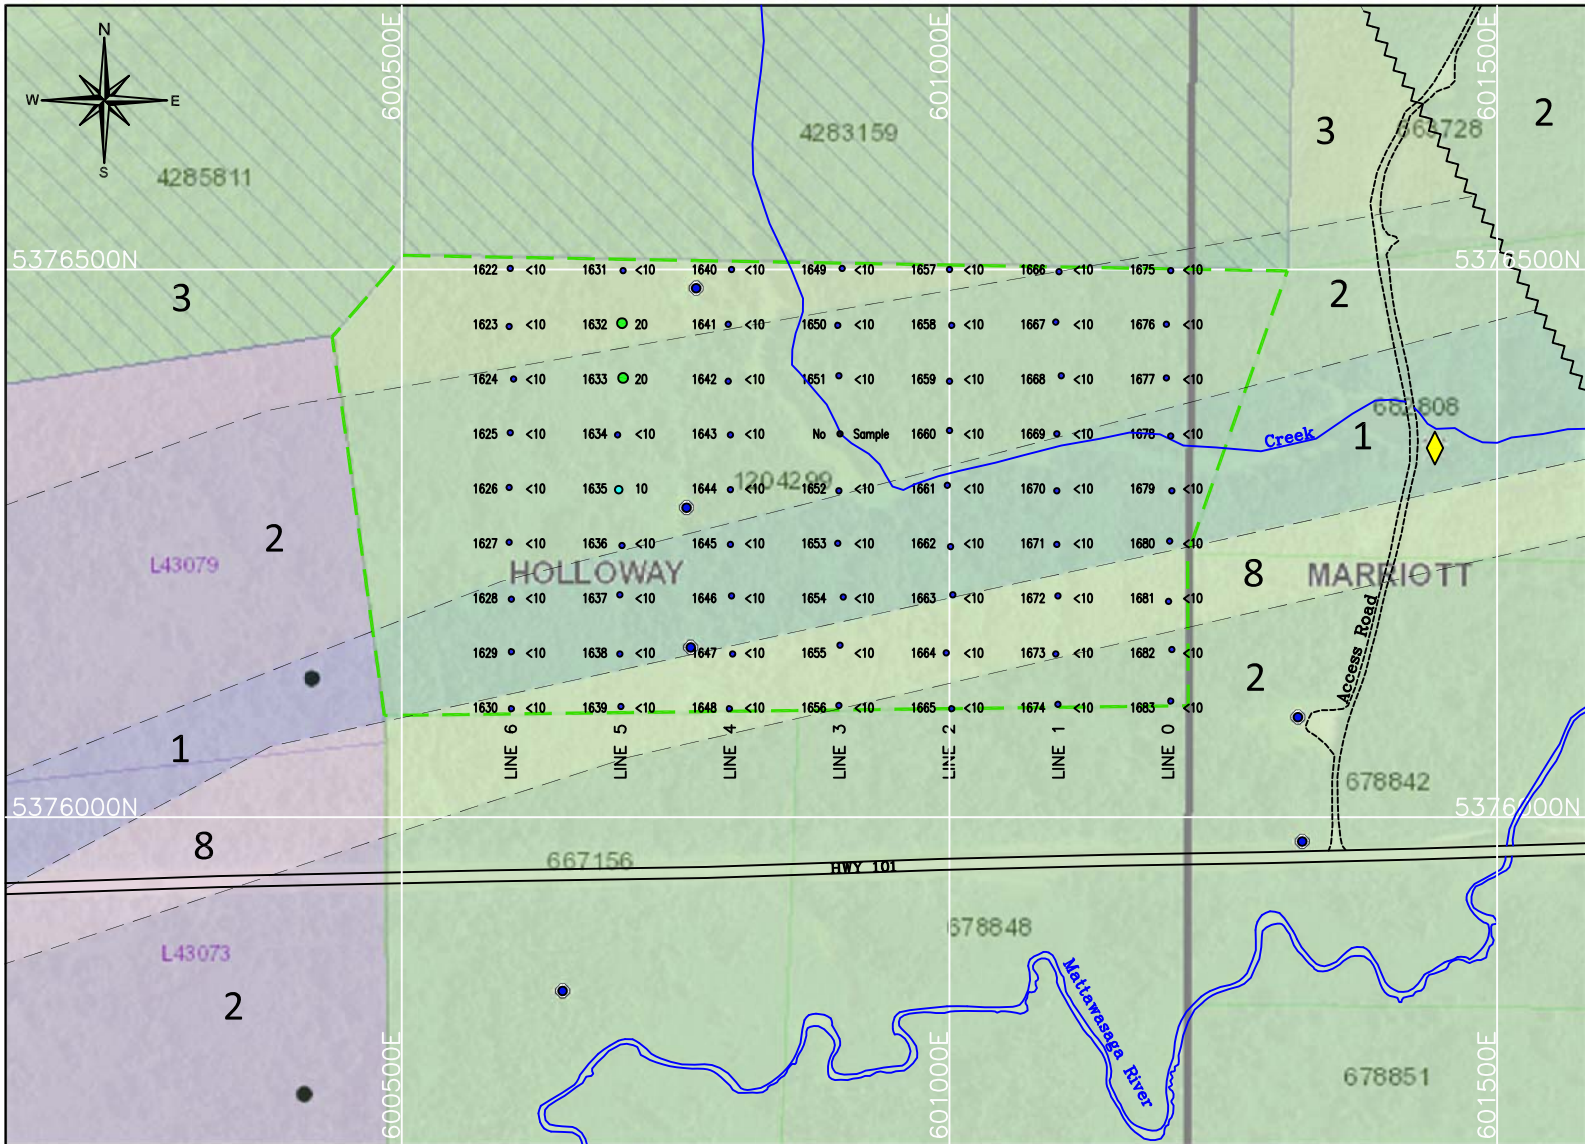 N
W E
S
600500E
601000E
601500E
4285811
4283159
3
663728
2
5376500N
5376500N
3
2
1622 <10 1631 <10 1640 <10 1649 <10 1657 <10 1666 <10 1675 <10
1623 <10 1632 20 1641 <10 1650 <10 1658 <10 1667 <10 1676 <10
1624 <10 1633 20 1642 <10 1651 <10 1659 <10 1668 <10 1677 <10
682808
1625 <10 1634 <10 1643 <10 No Sample 1660 <10 1669 <10 1678 <10
Creek
1
1204299
1626 <10 1635 10 1644 <10 1652 <10 1661 <10 1670 <10 1679 <10
2
L43079
1627 <10 1636 <10 1645 <10 1653 <10 1662 <10 1671 <10 1680 <10
HOLLOWAY
8
MARRIOTT
1628 <10 1637 <10 1646 <10 1654 <10 1663 <10 1672 <10 1681 <10
1629 <10 1638 <10 1647 <10 1655 <10 1664 <10 1673 <10 1682 <10
Access Road
2
1630 <10 1639 <10 1648 <10 1656 <10 1665 <10 1674 <10 1683 <10
LINE 6
LINE 5
LINE 4
LINE 3
LINE 2
LINE 1
LINE 0
1
678842
5376000N
5376000N
8
667156
HWY 101
678848
L43073
2
Mattawasaga River
678851
600500E
601000E
601500E